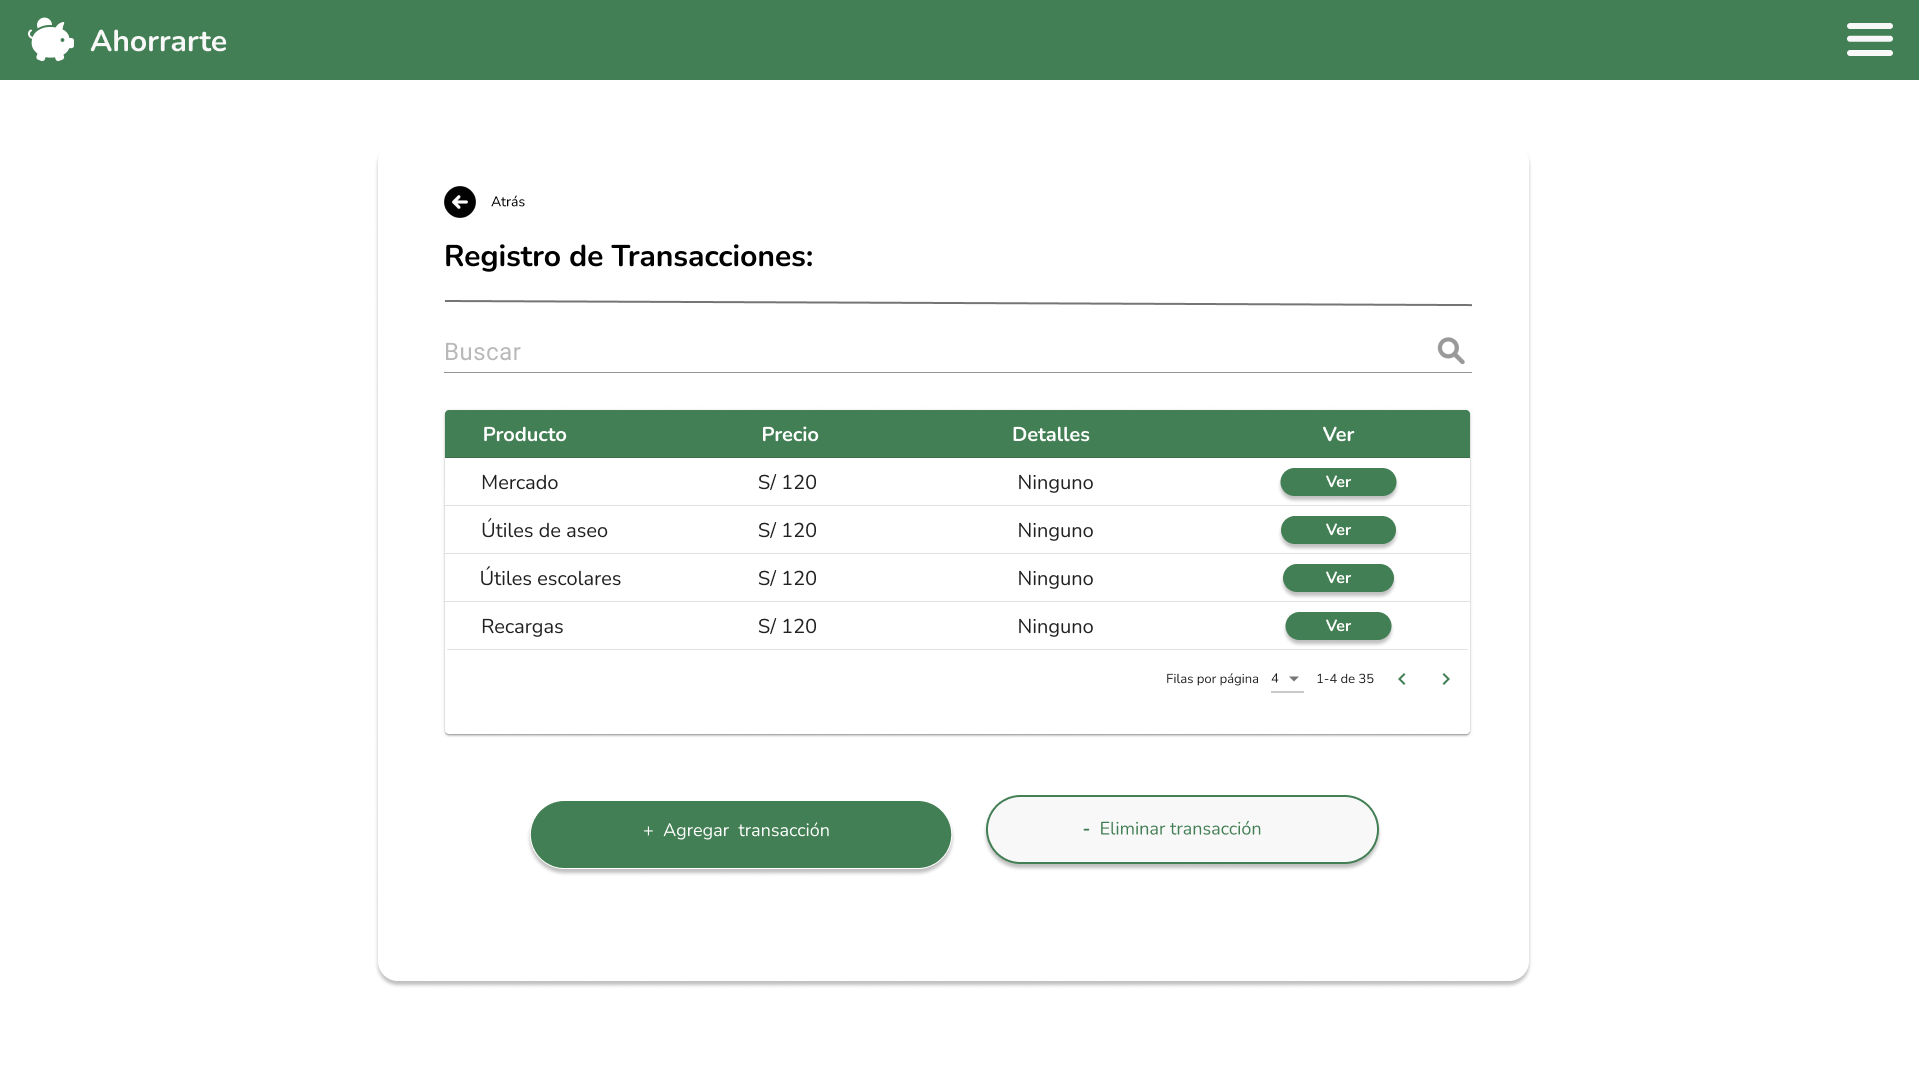 Ahorrarte
Atrás
Registro de Transacciones:
Buscar
Producto Precio Detalles Ver
Mercado S/ 120 Ninguno Ver
Útiles de aseo S/ 120 Ninguno Ver
Útiles escolares S/ 120 Ninguno Ver
Recargas S/ 120 Ninguno Ver
Filas por página 4 1-4 de 35
+ Agregar transacción - Eliminar transacción